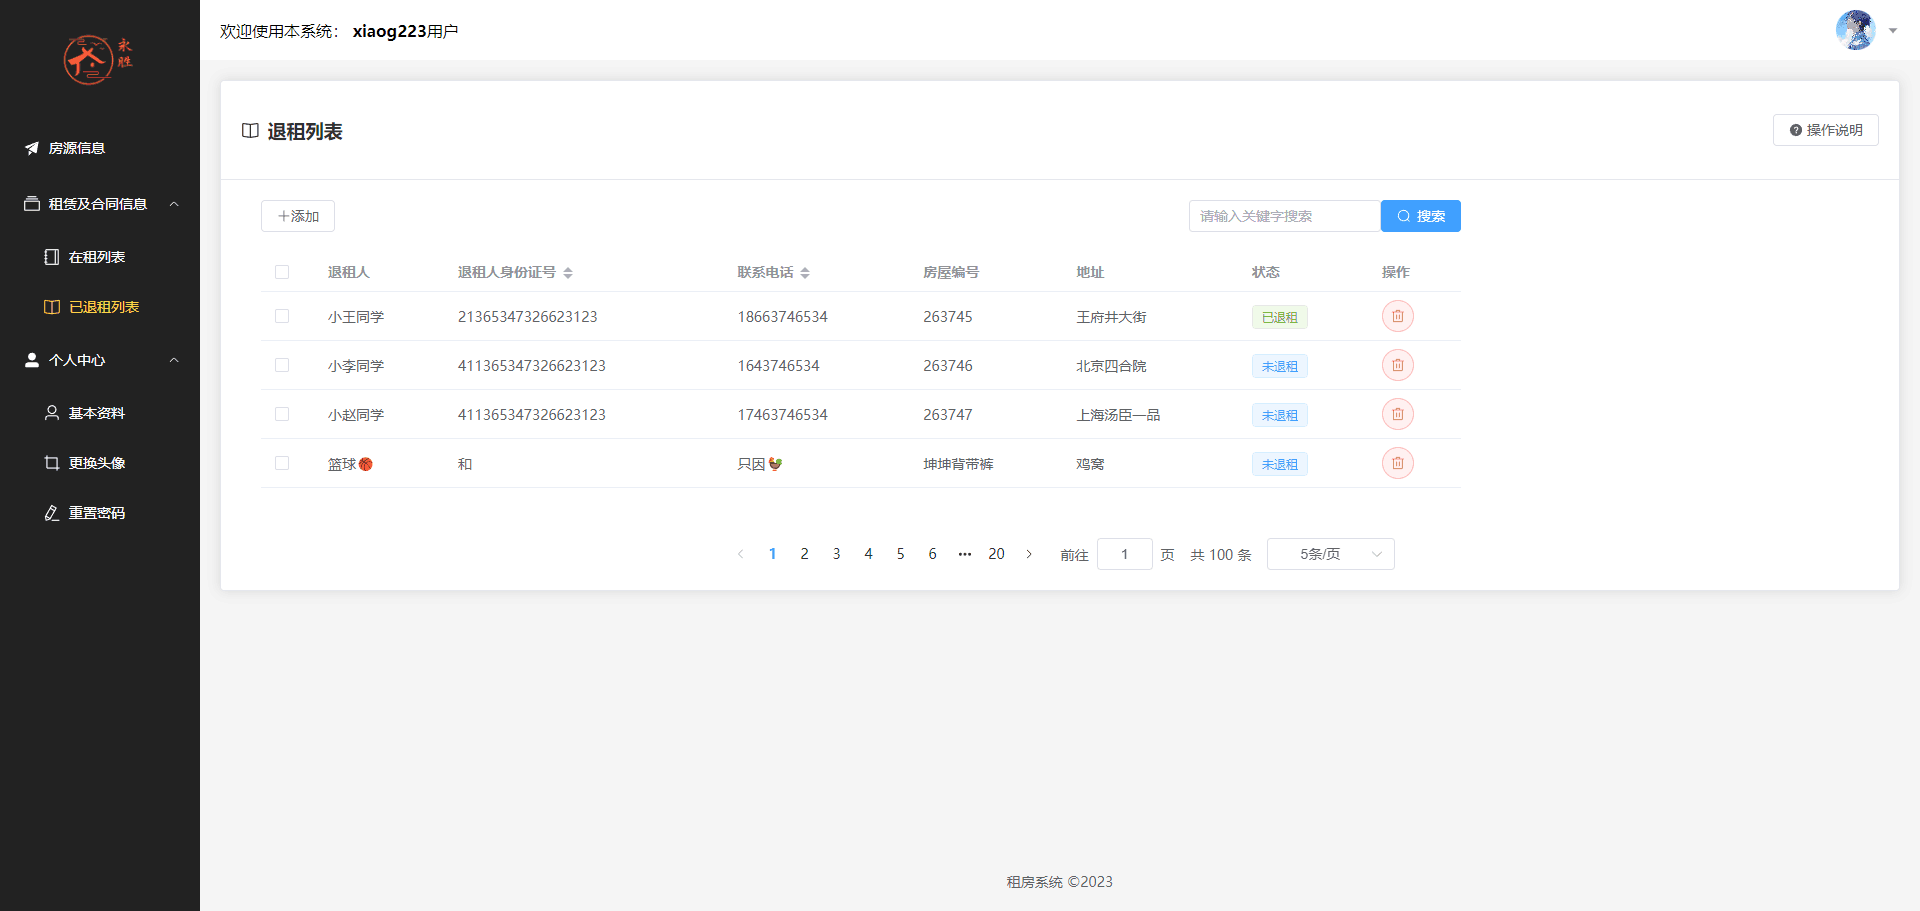 永胜
欢迎使用本系统： xiaog223用户
房源信息
租赁及合同信息
在租列表
已退租列表
个人中心
基本资料
更换头像
重置密码
退租列表
操作说明
添加
请输入关键字搜索 搜索
退租人 退租人身份证号 联系电话 房屋编号 地址 状态 操作
小王同学 21365347326623123 18663746534 263745 王府井大街 已退租
小李同学 411365347326623123 1643746534 263746 北京四合院 未退租
小赵同学 411365347326623123 17463746534 263747 上海汤臣一品 未退租
篮球🏀 和 只因🐓 坤坤背带裤 鸡窝 未退租
1 2 3 4 5 6 ••• 20 前往 1 页 共 100 条 5条/页
租房系统 ©2023